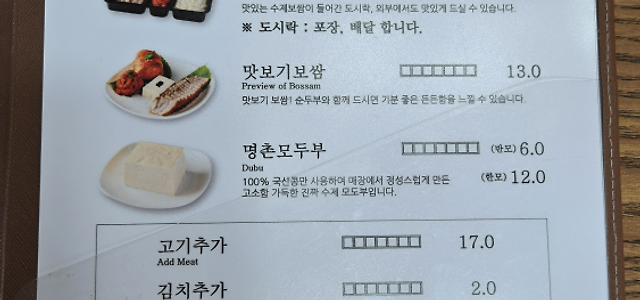 맛있는 수제보쌈이 들어간 도시락, 외부에서도 맛있게 드실 수 있습니다.
※ 도시락 : 포장, 배달 합니다.
맛보기보쌈 13.0
Preview of Bossam
맛보기 보쌈! 순두부와 함께 드시면 기분 좋은 든든함을 느낄 수 있습니다.
명촌모두부 (반모) 6.0
Dubu
100% 국산콩만 사용하여 매장에서 정성스럽게 만든 (한모) 12.0
고소함 가득한 진짜 수제 모도부입니다.
고기추가 17.0
Add Meat
김치추가 2.0